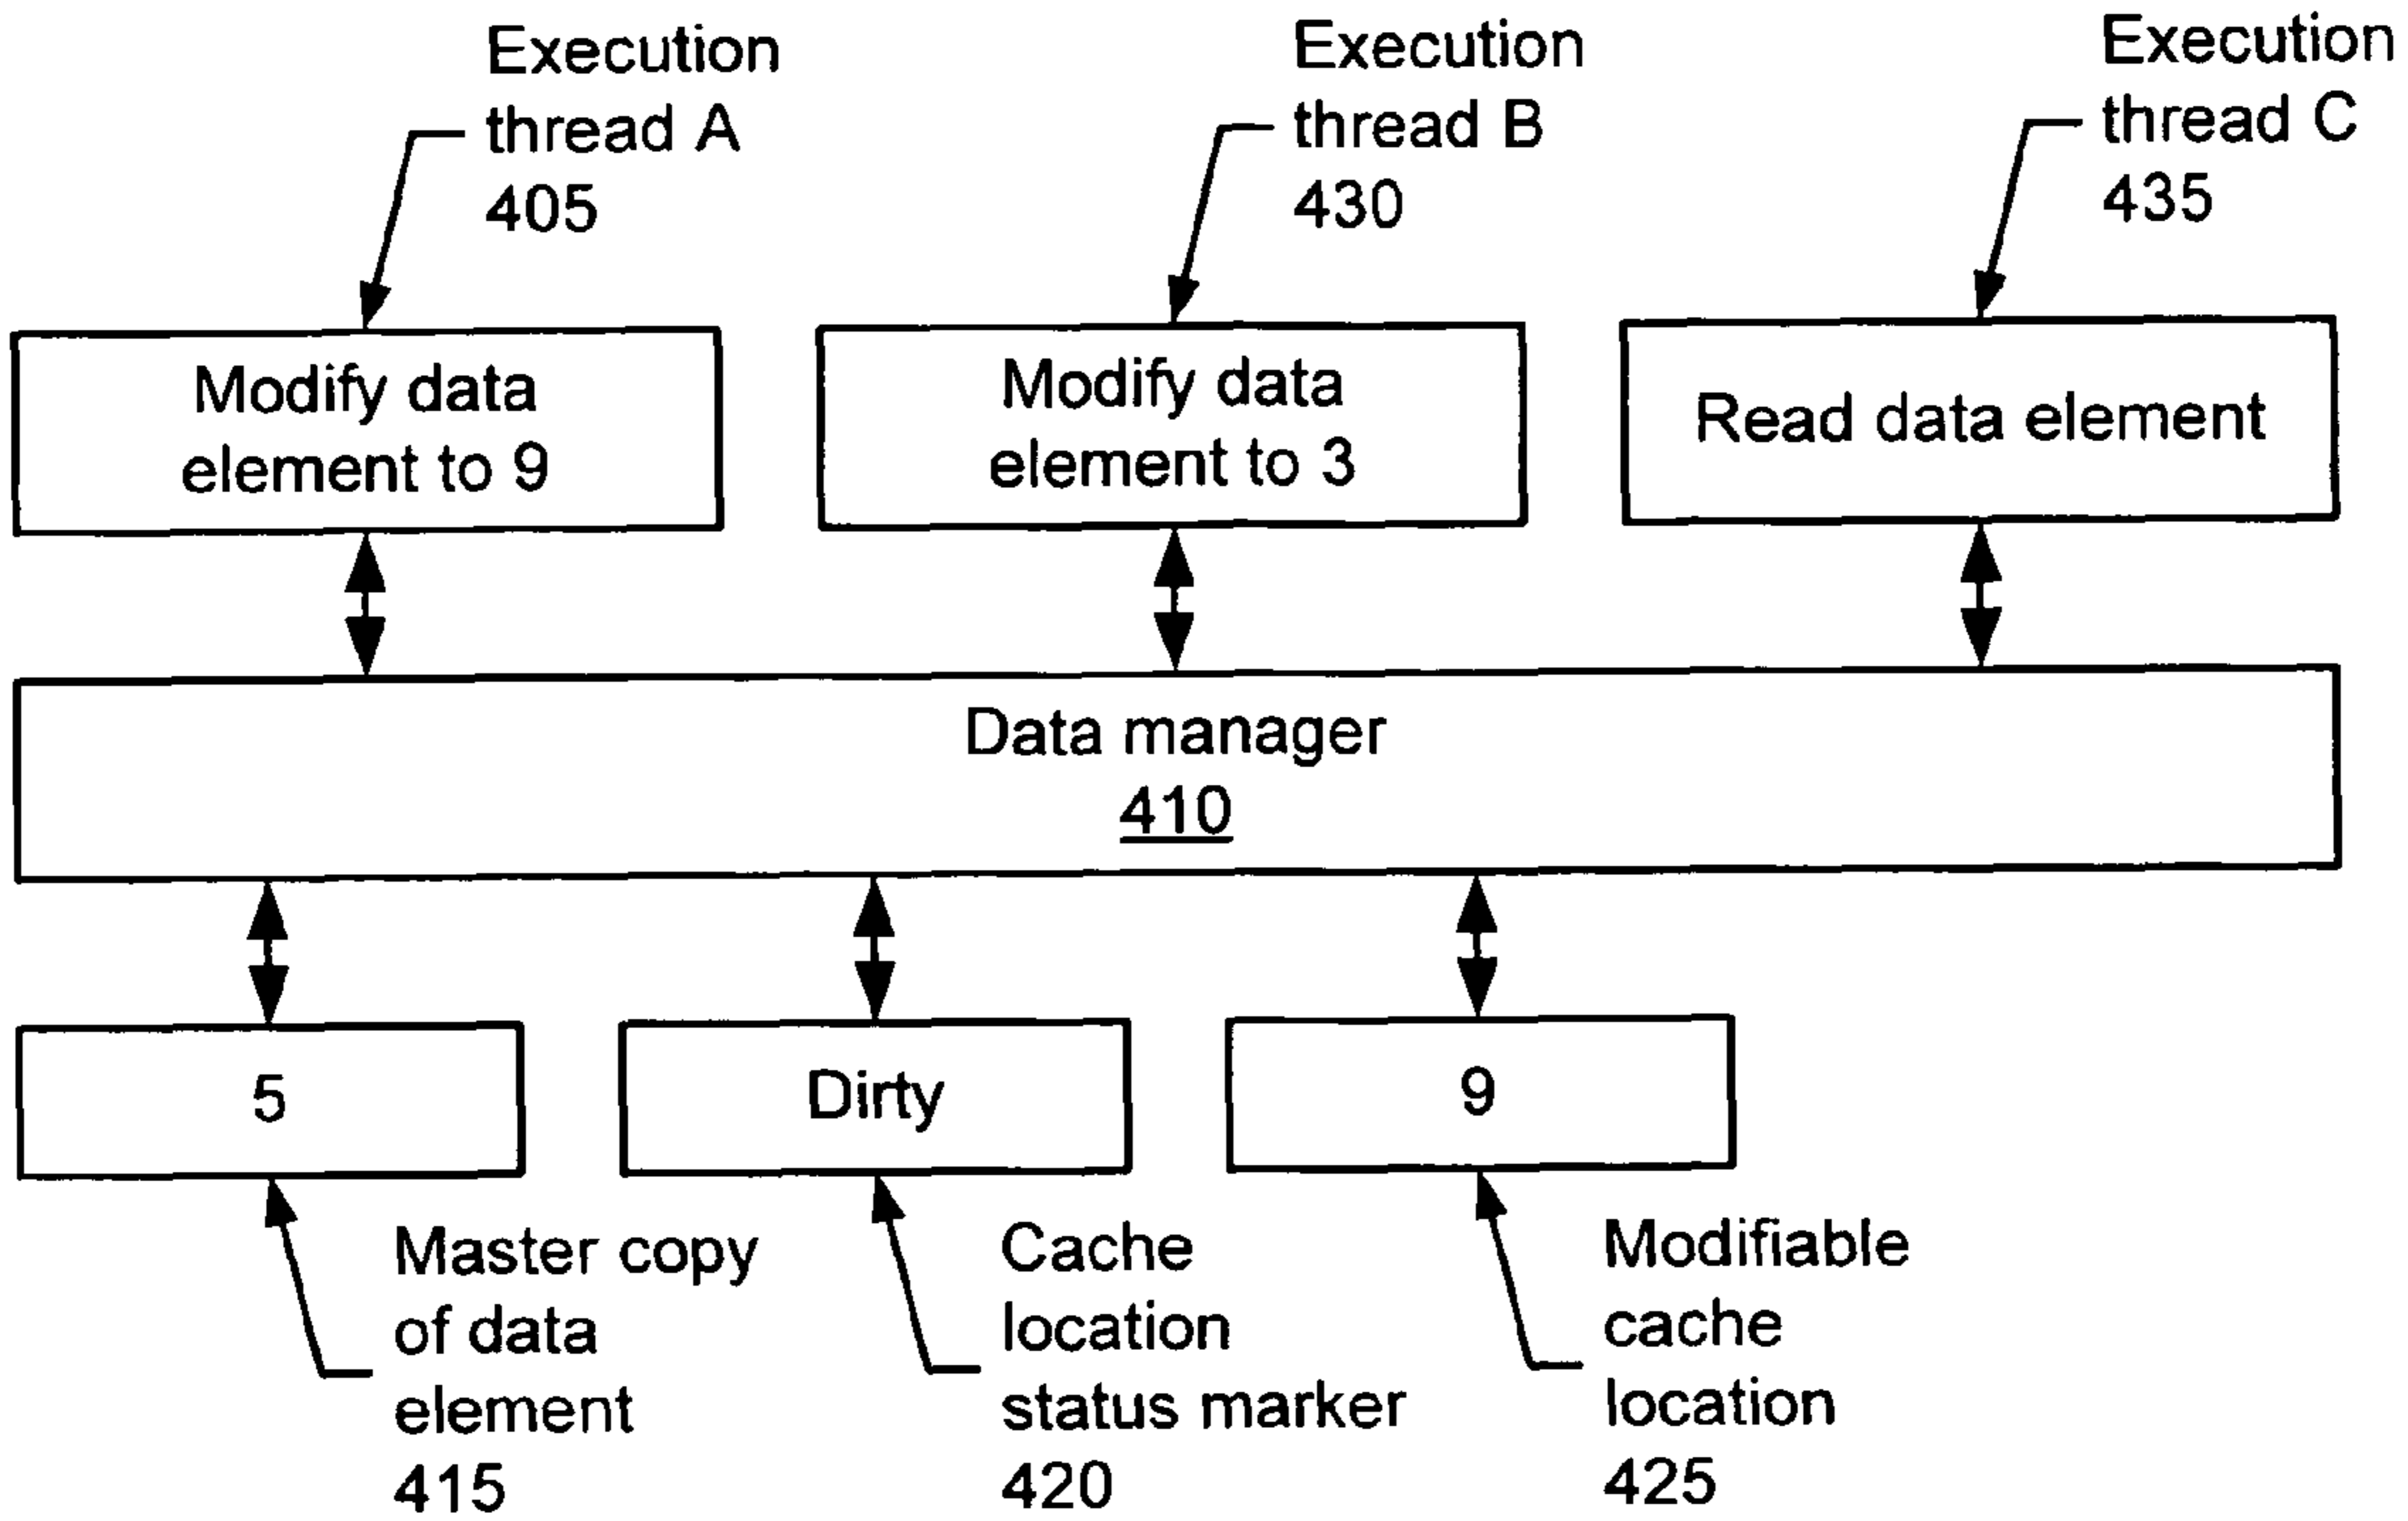 Execution
thread A
405
Execution
thread B
430
Execution
thread C
435
Modify data
element to 9
Modify data
element to 3
Read data element
Data manager
410
5
Dirty
9
Master copy
of data
element
415
Cache
location
status marker
420
Modifiable
cache
location
425